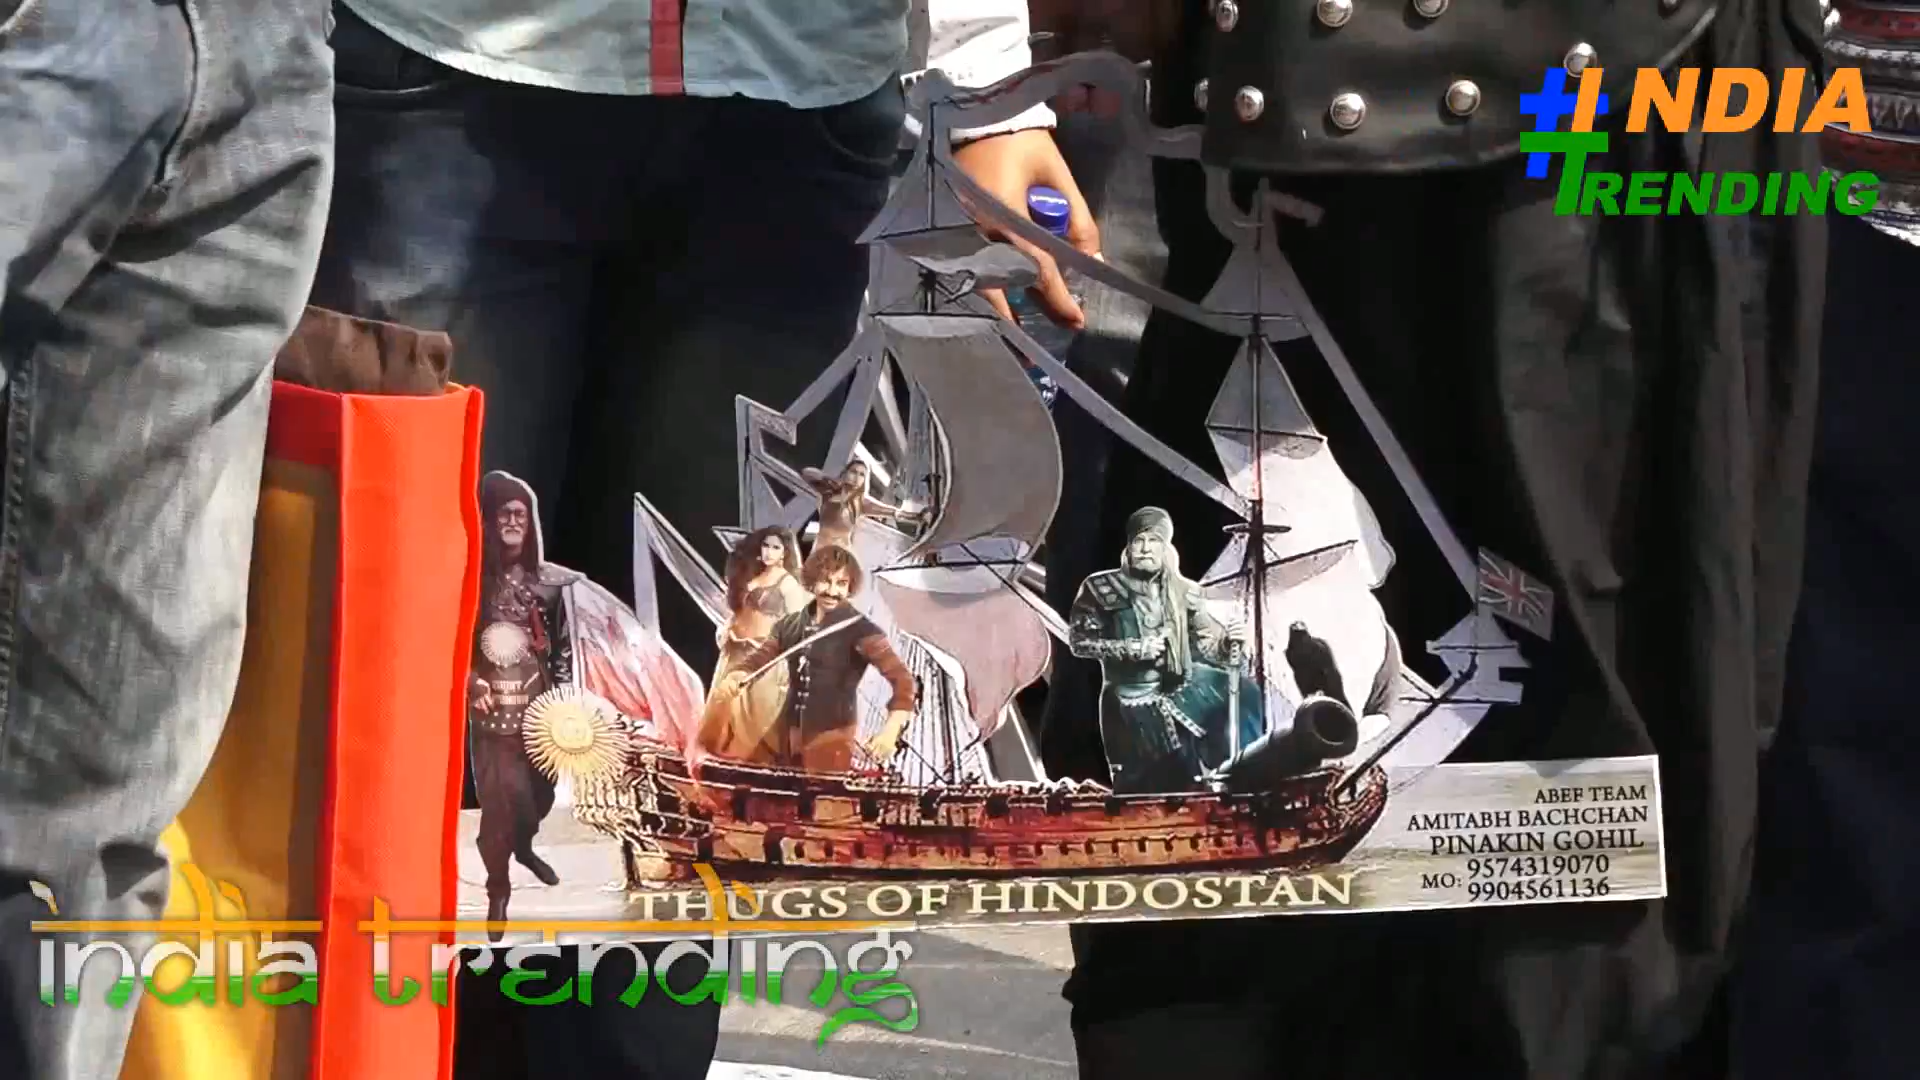 #INDIA
TRENDING
ABEF TEAM
AMITABH BACHCHAN
PINAKIN GOHIL
MO: 9574319070
9904561136
THUGS OF HINDOSTAN
india trending